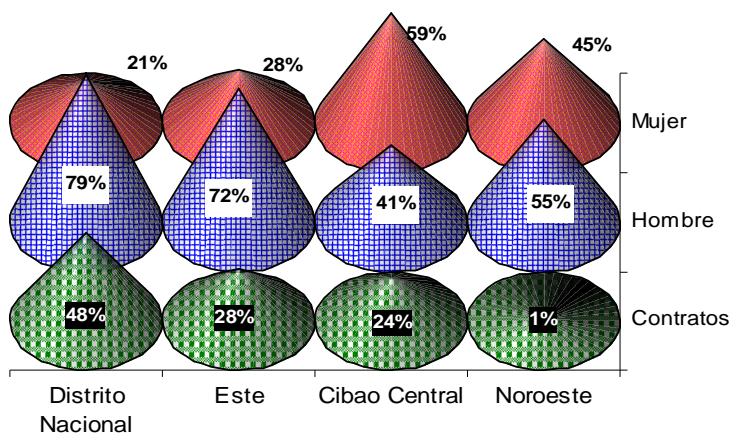 21%
28%
59%
45%
Mujer
79%
72%
41%
55%
Hombre
48%
28%
24%
1%
Contratos
Distrito
Nacional
Este
Cibao Central
Noroeste